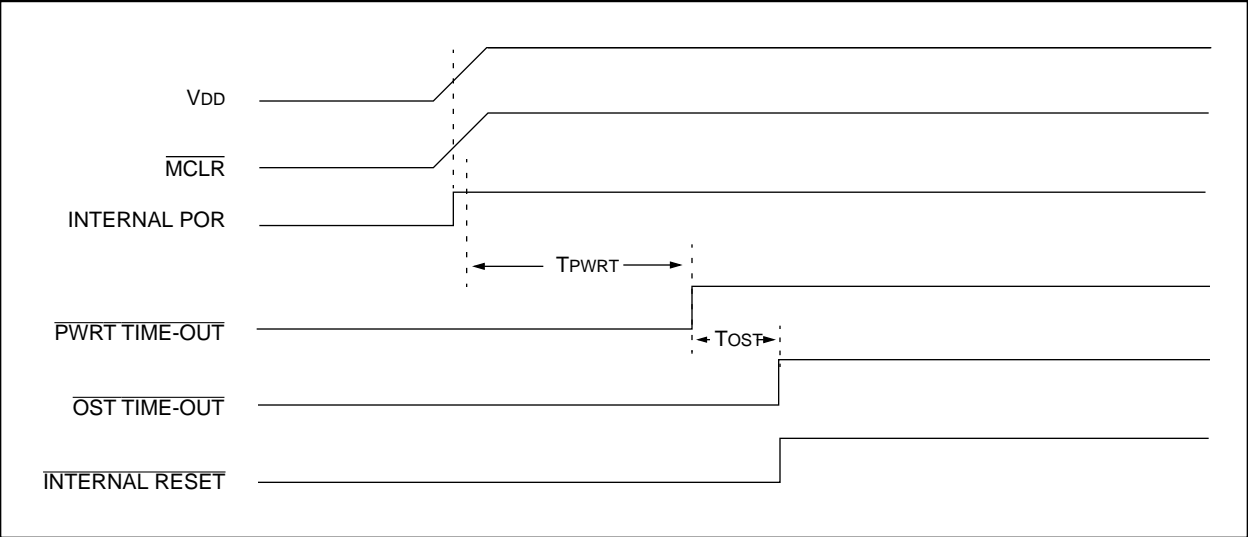 VDD
MCLR
INTERNAL POR
TPWRT
PWRT TIME-OUT
TOST
OST TIME-OUT
INTERNAL RESET